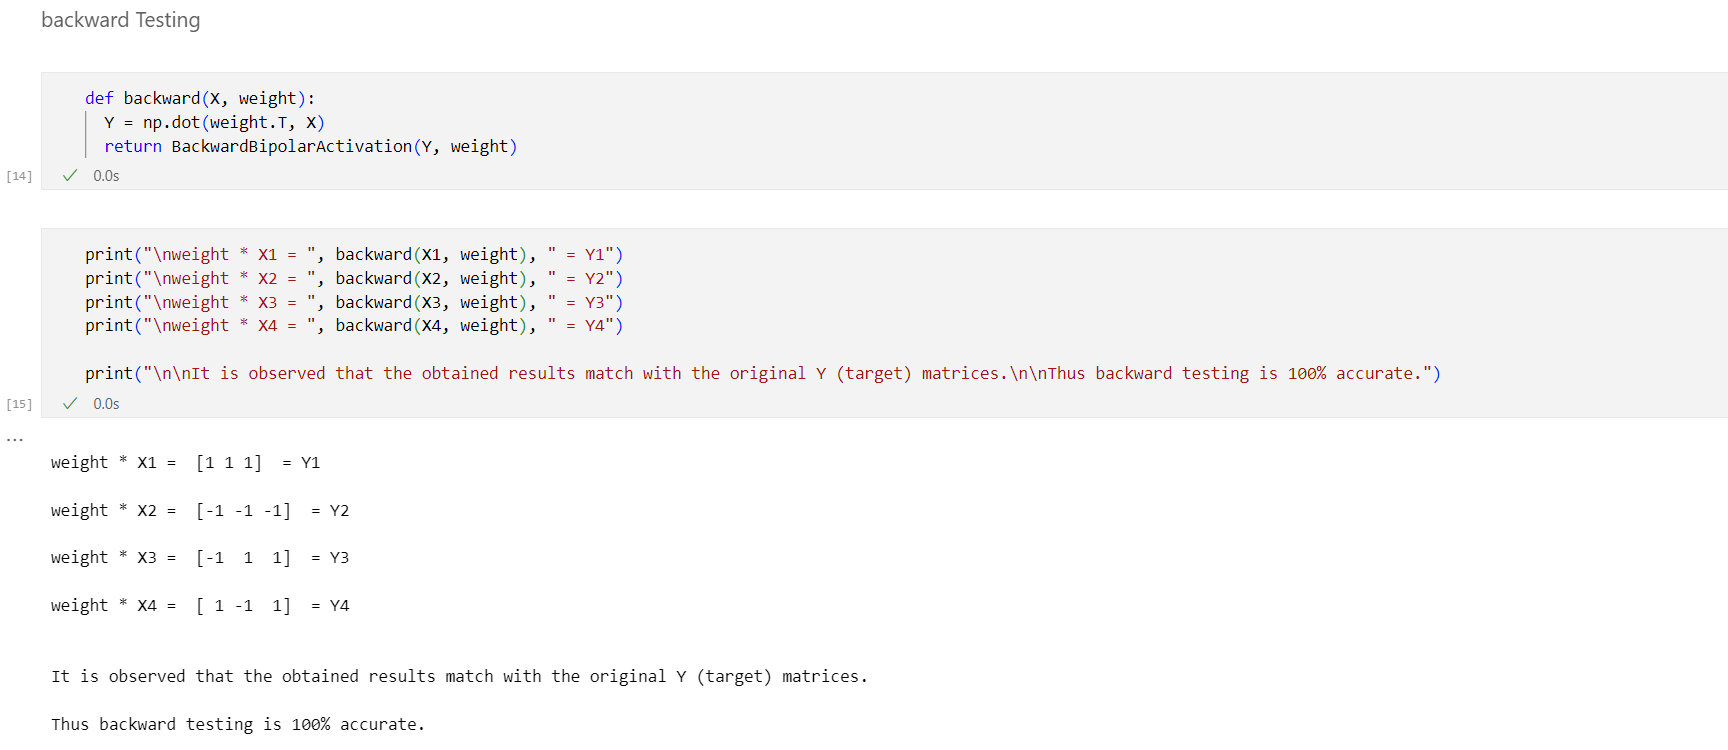 backward Testing
def backward(X, weight):
Y = np.dot(weight.T, X)
return BackwardBipolarActivation(Y, weight)
[14] 0.0s
print("\nweight * X1 = ", backward(X1, weight), " = Y1")
print("\nweight * X2 = ", backward(X2, weight), " = Y2")
print("\nweight * X3 = ", backward(X3, weight), " = Y3")
print("\nweight * X4 = ", backward(X4, weight), " = Y4")
print("\n\nIt is observed that the obtained results match with the original Y (target) matrices.\n\nThus backward testing is 100% accurate.")
[15] 0.0s
...
weight * X1 =  [1 1 1]  = Y1
weight * X2 =  [-1 -1 -1]  = Y2
weight * X3 =  [-1  1  1]  = Y3
weight * X4 =  [ 1 -1  1]  = Y4
It is observed that the obtained results match with the original Y (target) matrices.
Thus backward testing is 100% accurate.